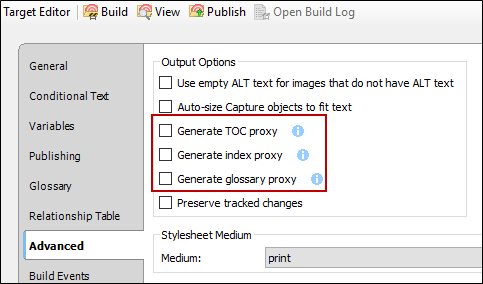 Target Editor Build View Publish Open Build Log
General
Conditional Text
Variables
Publishing
Glossary
Relationship Table
Advanced
Build Events
Output Options
Use empty ALT text for images that do not have ALT text
Auto-size Capture objects to fit text
Generate TOC proxy
Generate index proxy
Generate glossary proxy
Preserve tracked changes
Stylesheet Medium
Medium: print